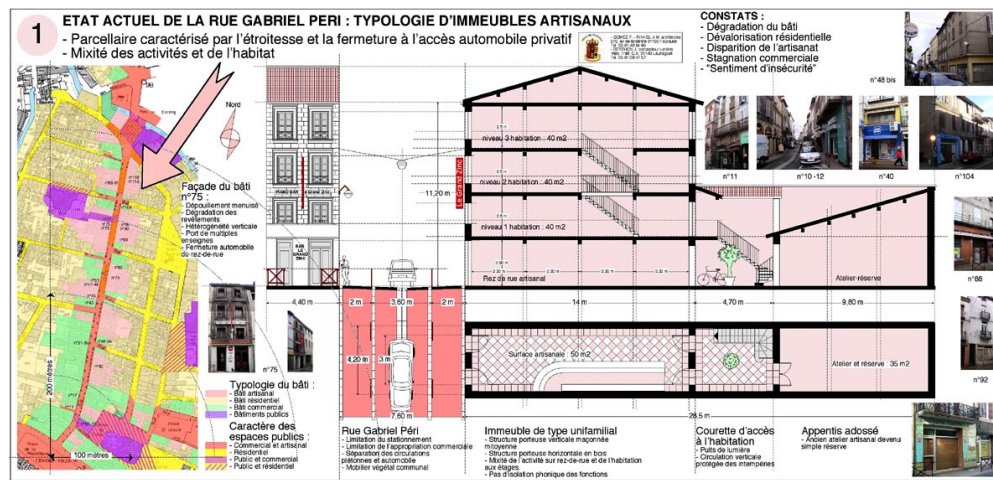 1
ETAT ACTUEL DE LA RUE GABRIEL PERI : TYPOLOGIE D'IMMEUBLES ARTISANAUX
- Parcellaire caractérisé par l'étroitesse et la fermeture à l'accès automobile privatif
- Mixité des activités et de l'habitat
CONSTATS :
- Dégradation du bâti
- Dévalorisation résidentielle
- Disparition de l'artisanat
- Stagnation commerciale
- "Sentiment d'insécurité"
n°48 bis
n°11
n°10 -12
n°40
n°104
n°66
n°92
Nord
Façade du bâti
n°75 :
- Dépouillement menuisé
- Dégradation des
revêtements
- Hétérogénéité verticale
- Port de multiples
enseignes
- Fermeture automobile
du rez-de-rue
n°75
200 mètres
100 mètres
Typologie du bâti :
- Bâti artisanal
- Bâti résidentiel
- Bâti commercial
- Bâtiments publics
Caractère des
espaces publics :
- Commercial et artisanal
- Résidentiel
- Public et commercial
- Public et résidentiel
BAR
LE
GRAND
ZINC
Le Grand Zinc
11,20 m
niveau 3 habitation : 40 m2
niveau 2 habitation : 40 m2
niveau 1 habitation : 40 m2
Rez de rue artisanal
Atelier-réserve
4,40 m
2 m
3,60 m
2 m
14 m
4,70 m
9,80 m
4,20 m
3 m
7,60 m
Surface artisanale : 50 m2
Atelier et réserve 35 m2
28,5 m
Rue Gabriel Péri
- Limitation du stationnement
- Limitation de l'appropriation commerciale
- Séparation des circulations
piétonnes et automobile
- Mobilier végétal communal
Immeuble de type unifamilial
- Structure porteuse verticale maçonnée
mitoyenne
- Structure porteuse horizontale en bois
- Mixité de l'activité sur rez-de-rue et de l'habitation
aux étages.
- Pas d'isolation phonique des fonctions
Courette d'accès
à l'habitation
- Puits de lumière
- Circulation verticale
protégée des intempéries
Appentis adossé
- Ancien atelier artisanal devenu
simple réserve